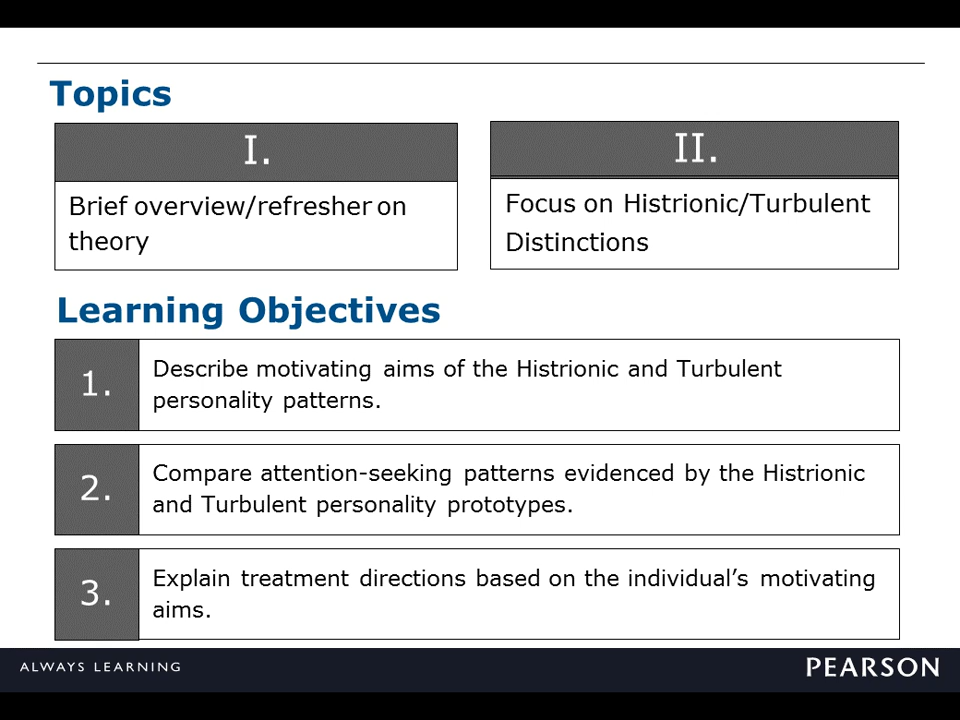 Topics
I.
Brief overview/refresher on
theory
II.
Focus on Histrionic/Turbulent
Distinctions
Learning Objectives
1.
Describe motivating aims of the Histrionic and Turbulent
personality patterns.
2.
Compare attention-seeking patterns evidenced by the Histrionic
and Turbulent personality prototypes.
3.
Explain treatment directions based on the individual’s motivating
aims.
ALWAYS LEARNING
PEARSON